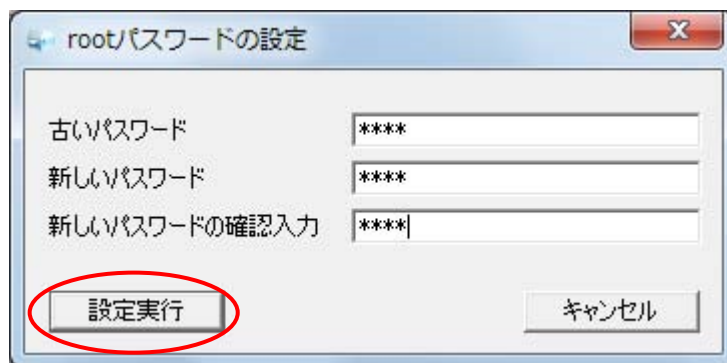 rootパスワードの設定
古いパスワード ****
新しいパスワード ****
新しいパスワードの確認入力 ****
設定実行 キャンセル